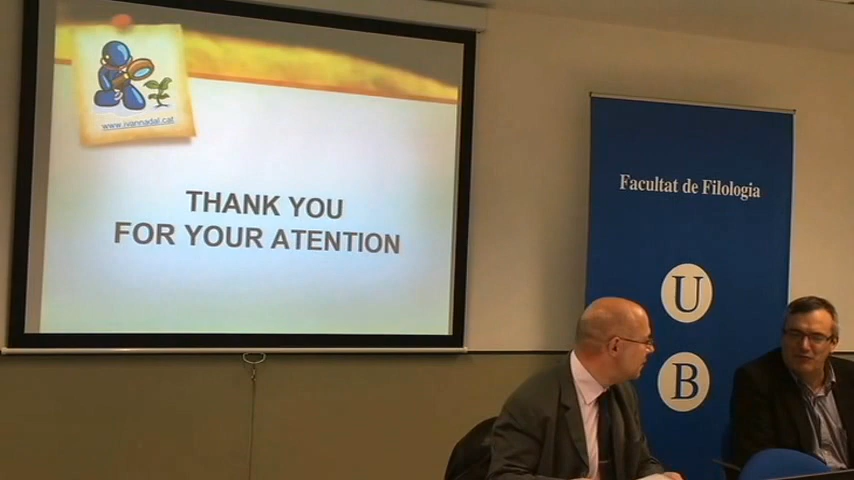 www.ivannadal.cat
THANK YOU
FOR YOUR ATENTION
Facultat de Filologia
U
B